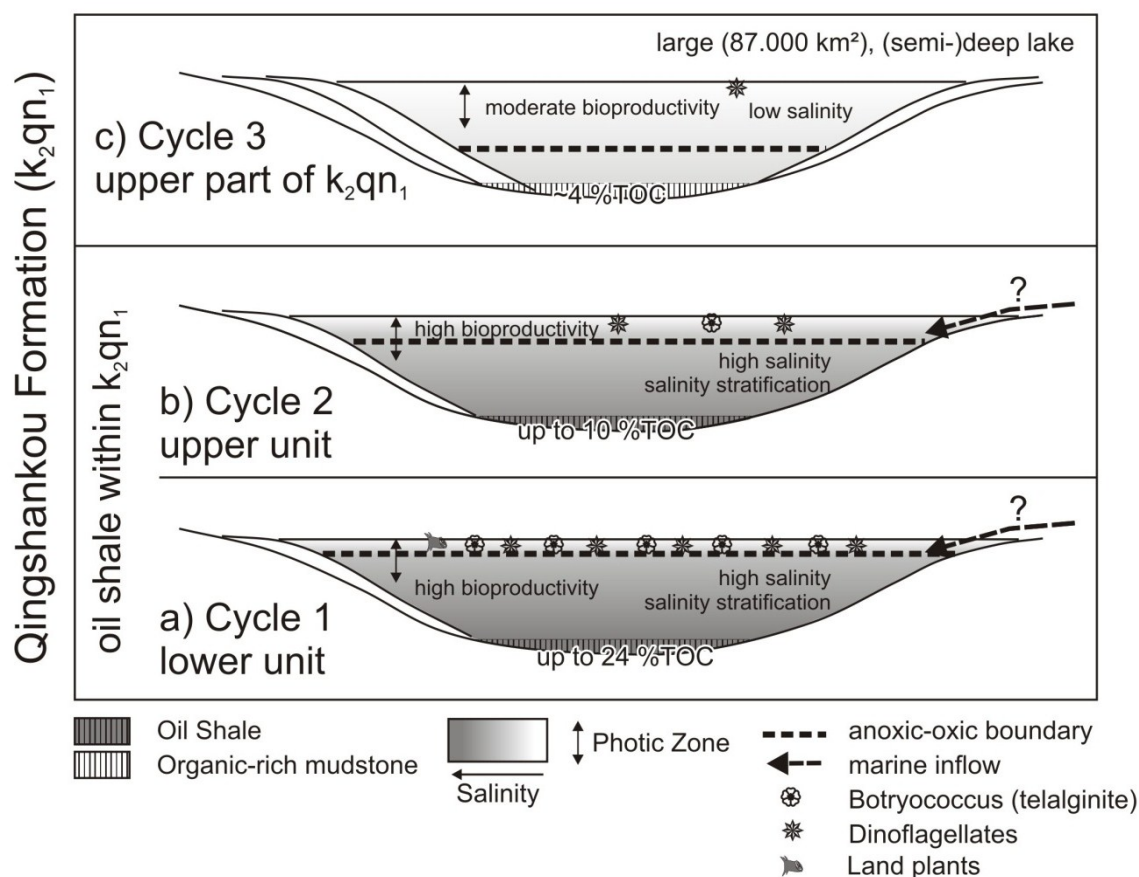 Qingshankou Formation (k₂qn₁)
large (87.000 km²), (semi-)deep lake
moderate bioproductivity
low salinity
c) Cycle 3
upper part of k₂qn₁
~4 %TOC
oil shale within k₂qn₁
?
high bioproductivity
high salinity
salinity stratification
b) Cycle 2
upper unit
up to 10 %TOC
?
high bioproductivity
high salinity
salinity stratification
a) Cycle 1
lower unit
up to 24 %TOC
Oil Shale
Organic-rich mudstone
Salinity
Photic Zone
anoxic-oxic boundary
marine inflow
Botryococcus (telalginite)
Dinoflagellates
Land plants